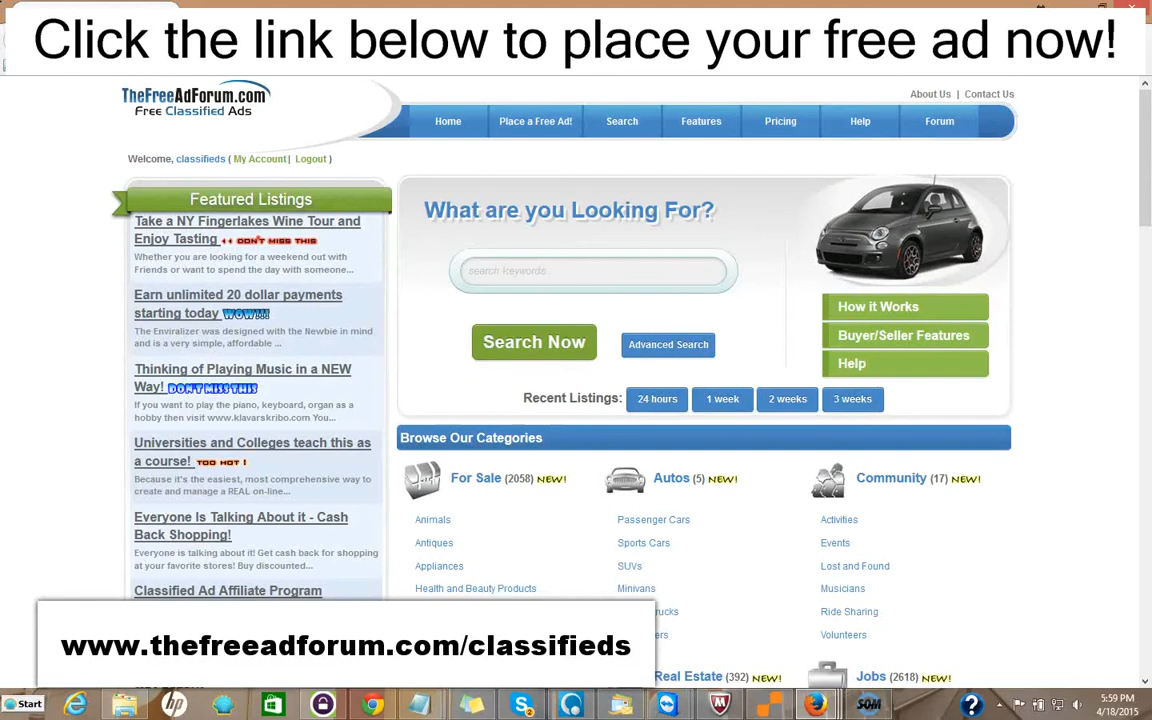 Click the link below to place your free ad now!
TheFreeAdForum.com
Free Classified Ads
About Us | Contact Us
Home
Place a Free Ad!
Search
Features
Pricing
Help
Forum
Welcome, classifieds ( My Account | Logout )
Featured Listings
Take a NY Fingerlakes Wine Tour and
Enjoy Tasting DON'T MISS THIS
Whether you are looking for a weekend out with
Friends or want to spend the day with someone...
Earn unlimited 20 dollar payments
starting today WOW!!!
The Enviralizer was designed with the Newbie in mind
and is a very simple, affordable ...
Thinking of Playing Music in a NEW
Way! DON'T MISS THIS
If you want to play the piano, keyboard, organ as a
hobby then visit www.klavarskribo.com You...
Universities and Colleges teach this as
a course! TOO HOT !
Because it's the easiest, most comprehensive way to
create and manage a REAL on-line...
Everyone Is Talking About it - Cash
Back Shopping!
Everyone is talking about it! Get cash back for shopping
at your favorite stores! Buy discounted...
Classified Ad Affiliate Program
What are you Looking For?
search keywords
Search Now
Advanced Search
How it Works
Buyer/Seller Features
Help
Recent Listings:
24 hours
1 week
2 weeks
3 weeks
Browse Our Categories
For Sale (2058) NEW!
Animals
Antiques
Appliances
Health and Beauty Products
Autos (5) NEW!
Passenger Cars
Sports Cars
SUVs
Minivans
Community (17) NEW!
Activities
Events
Lost and Found
Musicians
Ride Sharing
Volunteers
Real Estate (392) NEW!
Jobs (2618) NEW!
www.thefreeadforum.com/classifieds
Start
hp
SOM
5:59 PM
4/18/2015